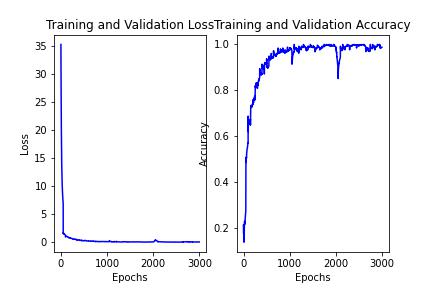 Training and Validation Loss
35
30
25
20
15
10
5
0
Loss
0 1000 2000 3000
Epochs
Training and Validation Accuracy
1.0
0.8
0.6
0.4
0.2
Accuracy
0 1000 2000 3000
Epochs